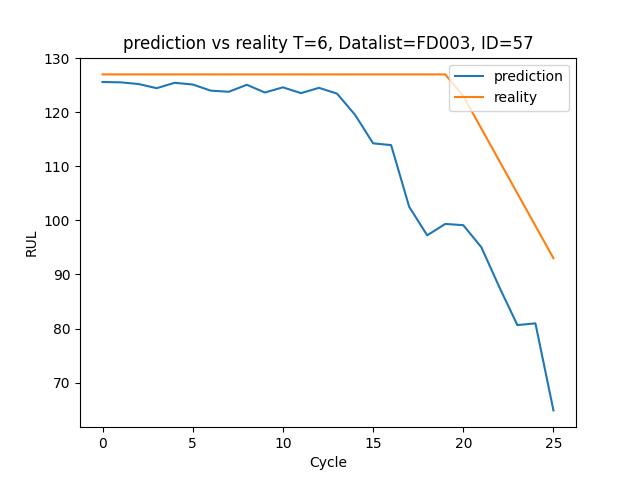 prediction vs reality T=6, Datalist=FD003, ID=57
130
120
110
100
90
80
70
RUL
prediction
reality
0 5 10 15 20 25
Cycle